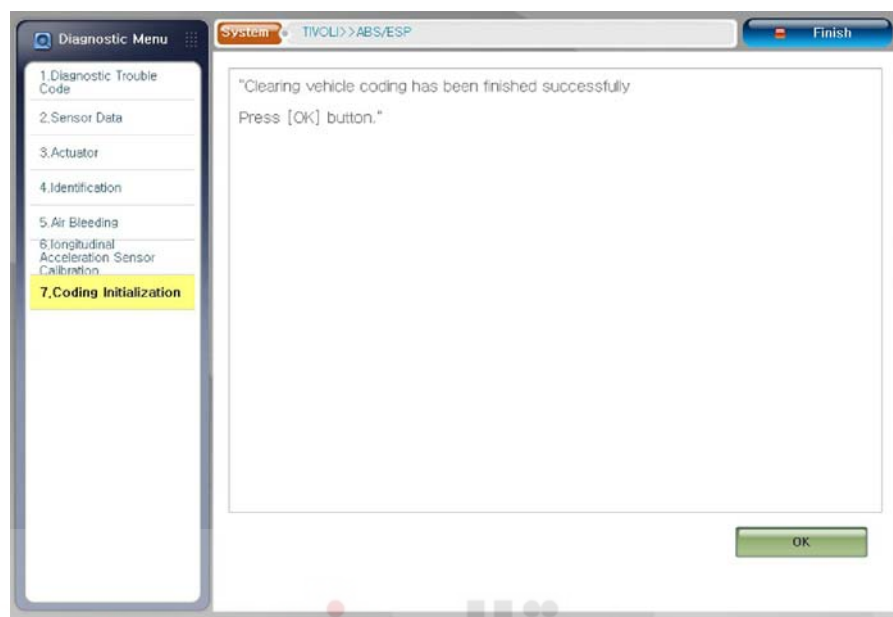 Diagnostic Menu
System
TIVOLI>>ABS/ESP
Finish
1.Diagnostic Trouble
Code
2.Sensor Data
3.Actuator
4.Identification
5.Air Bleeding
6.longitudinal
Acceleration Sensor
Calibration
7.Coding Initialization
"Clearing vehicle coding has been finished successfully
Press [OK] button."
OK